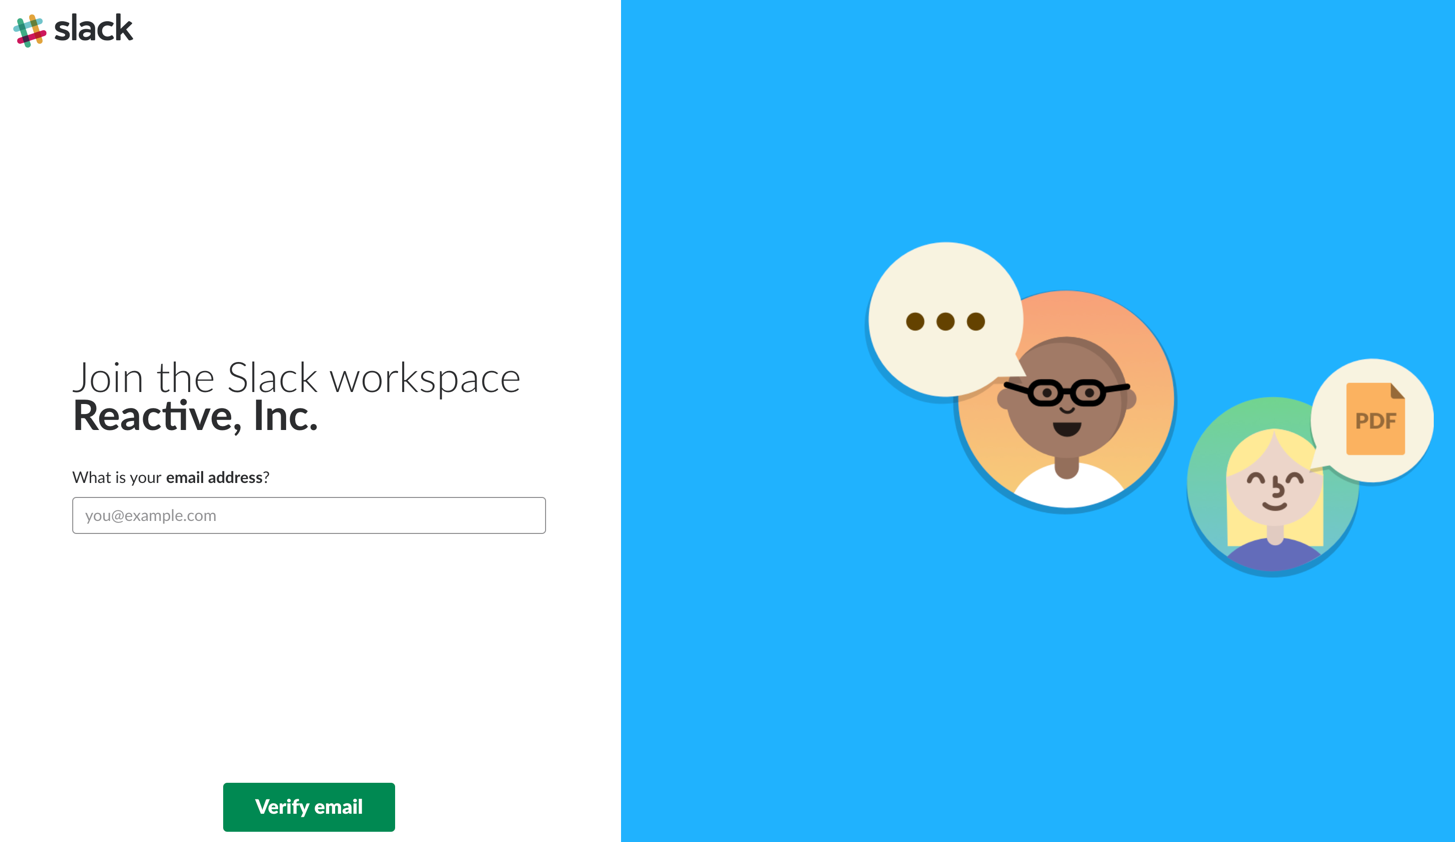 slack
Join the Slack workspace
Reactive, Inc.
What is your email address?
you@example.com
Verify email
PDF